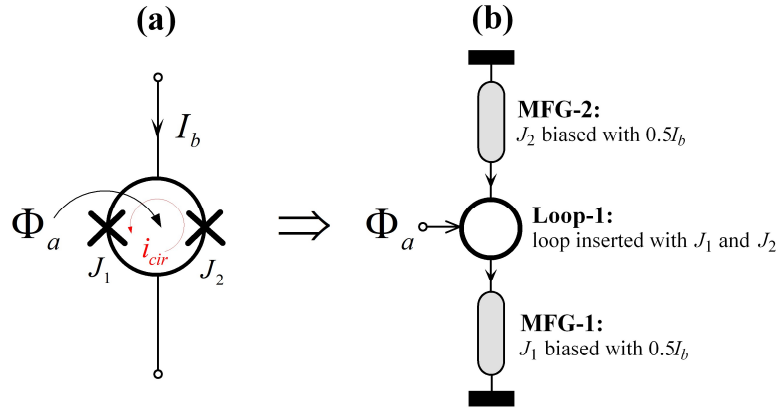 (a)
(b)
I_b
Φ_a
i_cir
J_1
J_2
⇒
MFG-2:
J_2 biased with 0.5I_b
Φ_a
Loop-1:
loop inserted with J_1 and J_2
MFG-1:
J_1 biased with 0.5I_b